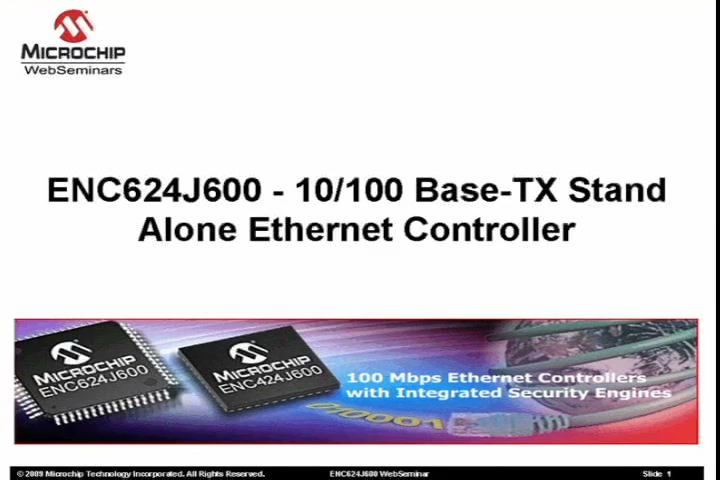 MICROCHIP
WebSeminars
ENC624J600 - 10/100 Base-TX Stand
Alone Ethernet Controller
MICROCHIP
ENC624J600
MICROCHIP
ENC424J600
100 Mbps Ethernet Controllers
with Integrated Security Engines
© 2009 Microchip Technology Incorporated. All Rights Reserved.
ENC624J600 WebSeminar
Slide 1